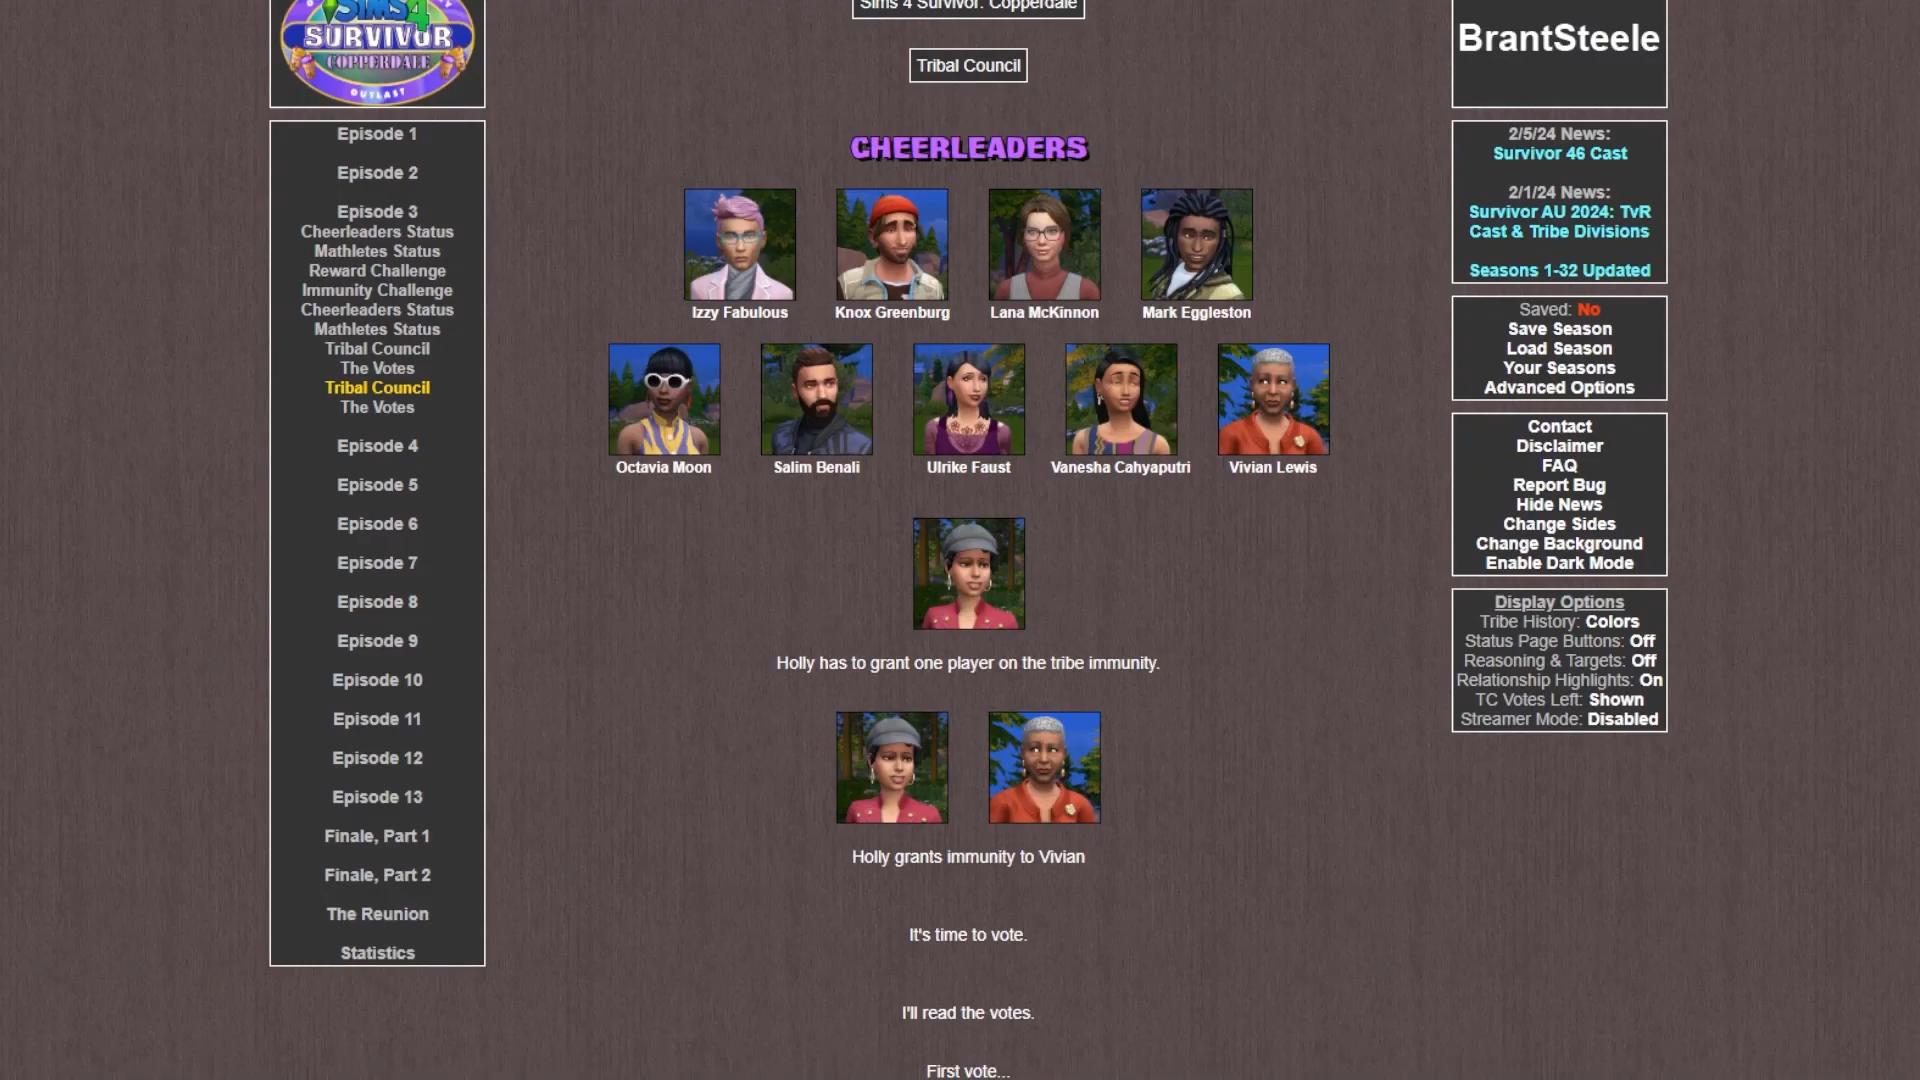 SIMS 4
SURVIVOR
COPPERDALE
OUTLAST
Episode 1
Episode 2
Episode 3
Cheerleaders Status
Mathletes Status
Reward Challenge
Immunity Challenge
Cheerleaders Status
Mathletes Status
Tribal Council
The Votes
Tribal Council
The Votes
Episode 4
Episode 5
Episode 6
Episode 7
Episode 8
Episode 9
Episode 10
Episode 11
Episode 12
Episode 13
Finale, Part 1
Finale, Part 2
The Reunion
Statistics
Sims 4 Survivor: Copperdale
Tribal Council
CHEERLEADERS
Izzy Fabulous
Knox Greenburg
Lana McKinnon
Mark Eggleston
Octavia Moon
Salim Benali
Ulrike Faust
Vanesha Cahyaputri
Vivian Lewis
Holly has to grant one player on the tribe immunity.
Holly grants immunity to Vivian
It's time to vote.
I'll read the votes.
First vote...
BrantSteele
2/5/24 News:
Survivor 46 Cast
2/1/24 News:
Survivor AU 2024: TvR
Cast & Tribe Divisions
Seasons 1-32 Updated
Saved: No
Save Season
Load Season
Your Seasons
Advanced Options
Contact
Disclaimer
FAQ
Report Bug
Hide News
Change Sides
Change Background
Enable Dark Mode
Display Options
Tribe History: Colors
Status Page Buttons: Off
Reasoning & Targets: Off
Relationship Highlights: On
TC Votes Left: Shown
Streamer Mode: Disabled